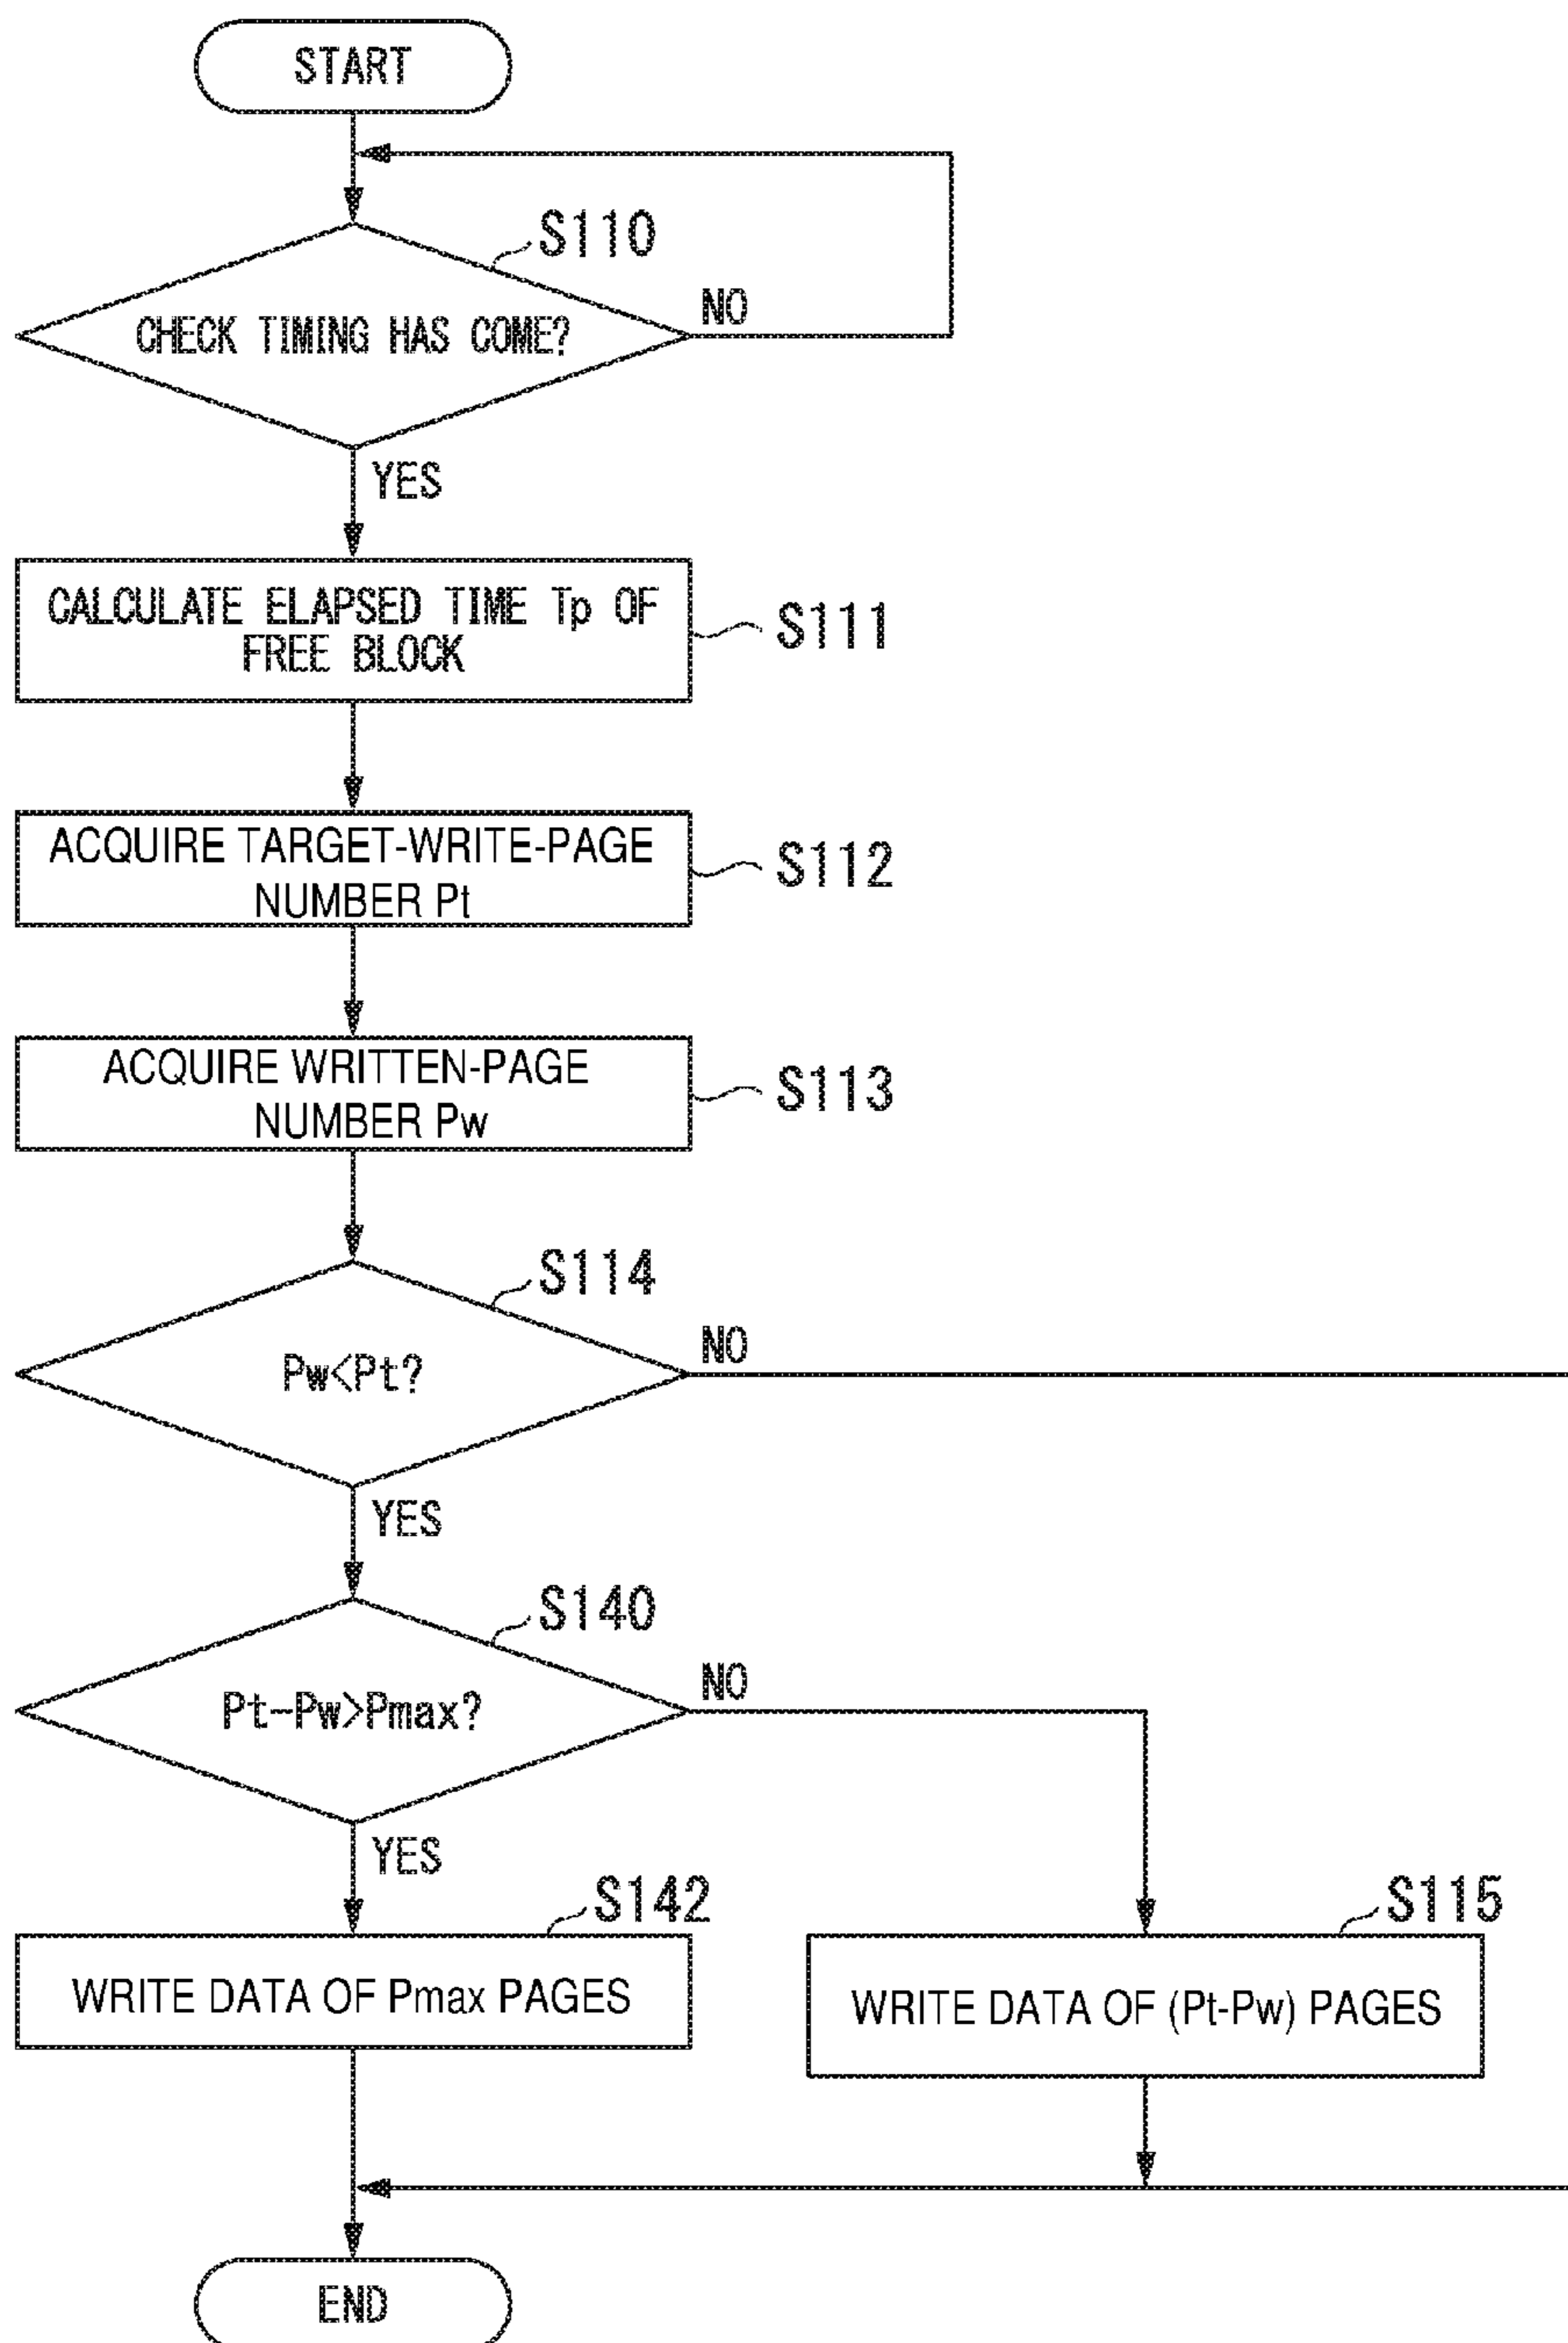 START
S110
CHECK TIMING HAS COME?
NO
YES
CALCULATE ELAPSED TIME Tp OF
FREE BLOCK
S111
ACQUIRE TARGET-WRITE-PAGE
NUMBER Pt
S112
ACQUIRE WRITTEN-PAGE
NUMBER Pw
S113
S114
Pw<Pt?
NO
YES
S140
Pt-Pw>Pmax?
NO
YES
S142
WRITE DATA OF Pmax PAGES
S115
WRITE DATA OF (Pt-Pw) PAGES
END